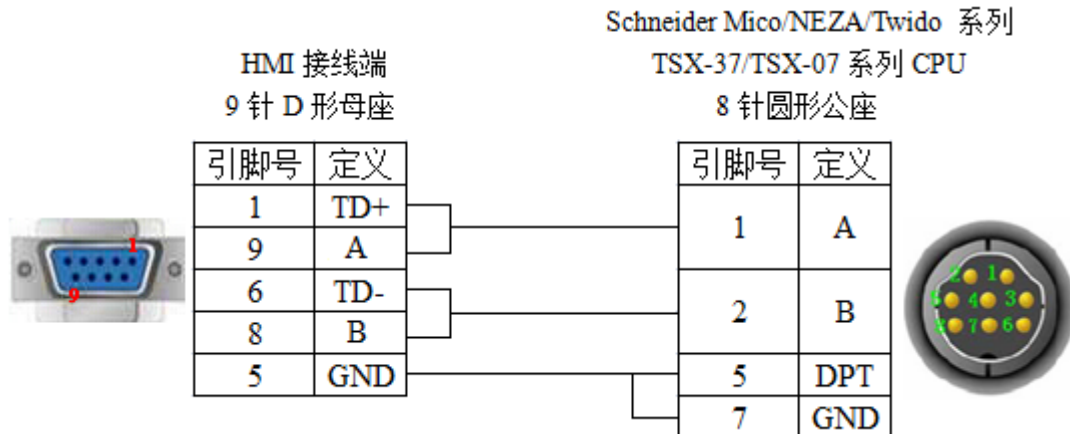 Schneider Mico/NEZA/Twido 系列
HMI 接线端
TSX-37/TSX-07 系列 CPU
9 针 D 形母座
8 针圆形公座
引脚号 定义
引脚号 定义
1 TD+
9 A
1 A
6 TD-
8 B
2 B
5 GND
5 DPT
7 GND
1
9
2 1
5 4 3
8 7 6